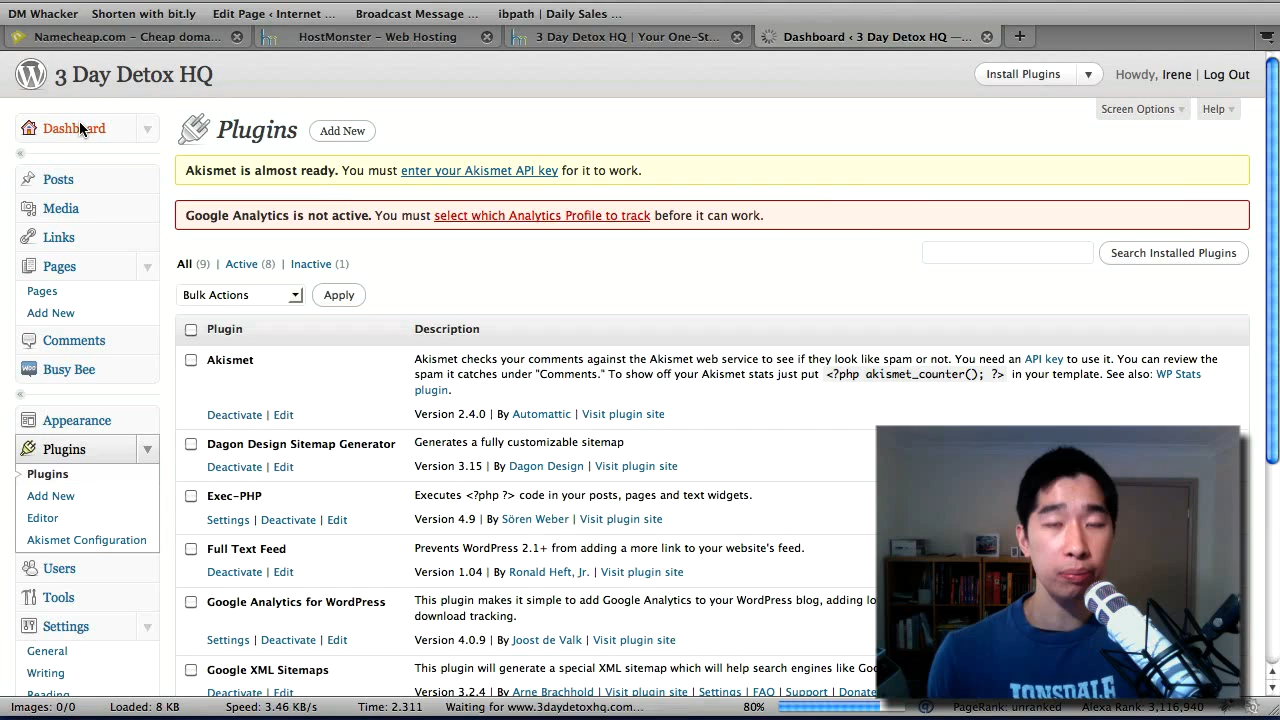 DM Whacker Shorten with bit.ly Edit Page ‹ Internet ... Broadcast Message ... ibpath | Daily Sales ...
Namecheap.com – Cheap doma... HostMonster – Web Hosting 3 Day Detox HQ | Your One-St... Dashboard ‹ 3 Day Detox HQ —...
3 Day Detox HQ Install Plugins Howdy, Irene | Log Out
Screen Options Help
Dashboard
Plugins Add New
Akismet is almost ready. You must enter your Akismet API key for it to work.
Posts
Media
Google Analytics is not active. You must select which Analytics Profile to track before it can work.
Links
Search Installed Plugins
Pages
All (9) | Active (8) | Inactive (1)
Pages
Bulk Actions Apply
Add New
Plugin Description
Comments
Akismet Akismet checks your comments against the Akismet web service to see if they look like spam or not. You need an API key to use it. You can review the
spam it catches under "Comments." To show off your Akismet stats just put <?php akismet_counter(); ?> in your template. See also: WP Stats
plugin.
Busy Bee
Deactivate | Edit Version 2.4.0 | By Automattic | Visit plugin site
Appearance
Dagon Design Sitemap Generator Generates a fully customizable sitemap
Plugins
Deactivate | Edit Version 3.15 | By Dagon Design | Visit plugin site
Plugins
Add New
Exec-PHP Executes <?php ?> code in your posts, pages and text widgets.
Editor
Settings | Deactivate | Edit Version 4.9 | By Sören Weber | Visit plugin site
Akismet Configuration
Full Text Feed Prevents WordPress 2.1+ from adding a more link to your website's feed.
Users
Deactivate | Edit Version 1.04 | By Ronald Heft, Jr. | Visit plugin site
Tools
Google Analytics for WordPress This plugin makes it simple to add Google Analytics to your WordPress blog, adding lo
download tracking.
Settings
Settings | Deactivate | Edit Version 4.0.9 | By Joost de Valk | Visit plugin site
General
Writing
Google XML Sitemaps This plugin will generate a special XML sitemap which will help search engines like Goo
Reading
Deactivate | Edit Version 3.2.4 | By Arne Brachhold | Visit plugin site | Settings | FAQ | Support | Donate
LONSDALE
Images: 0/0 Loaded: 8 KB Speed: 3.46 KB/s Time: 2.311 Waiting for www.3daydetoxhq.com... 80% PageRank: unranked Alexa Rank: 3,116,940